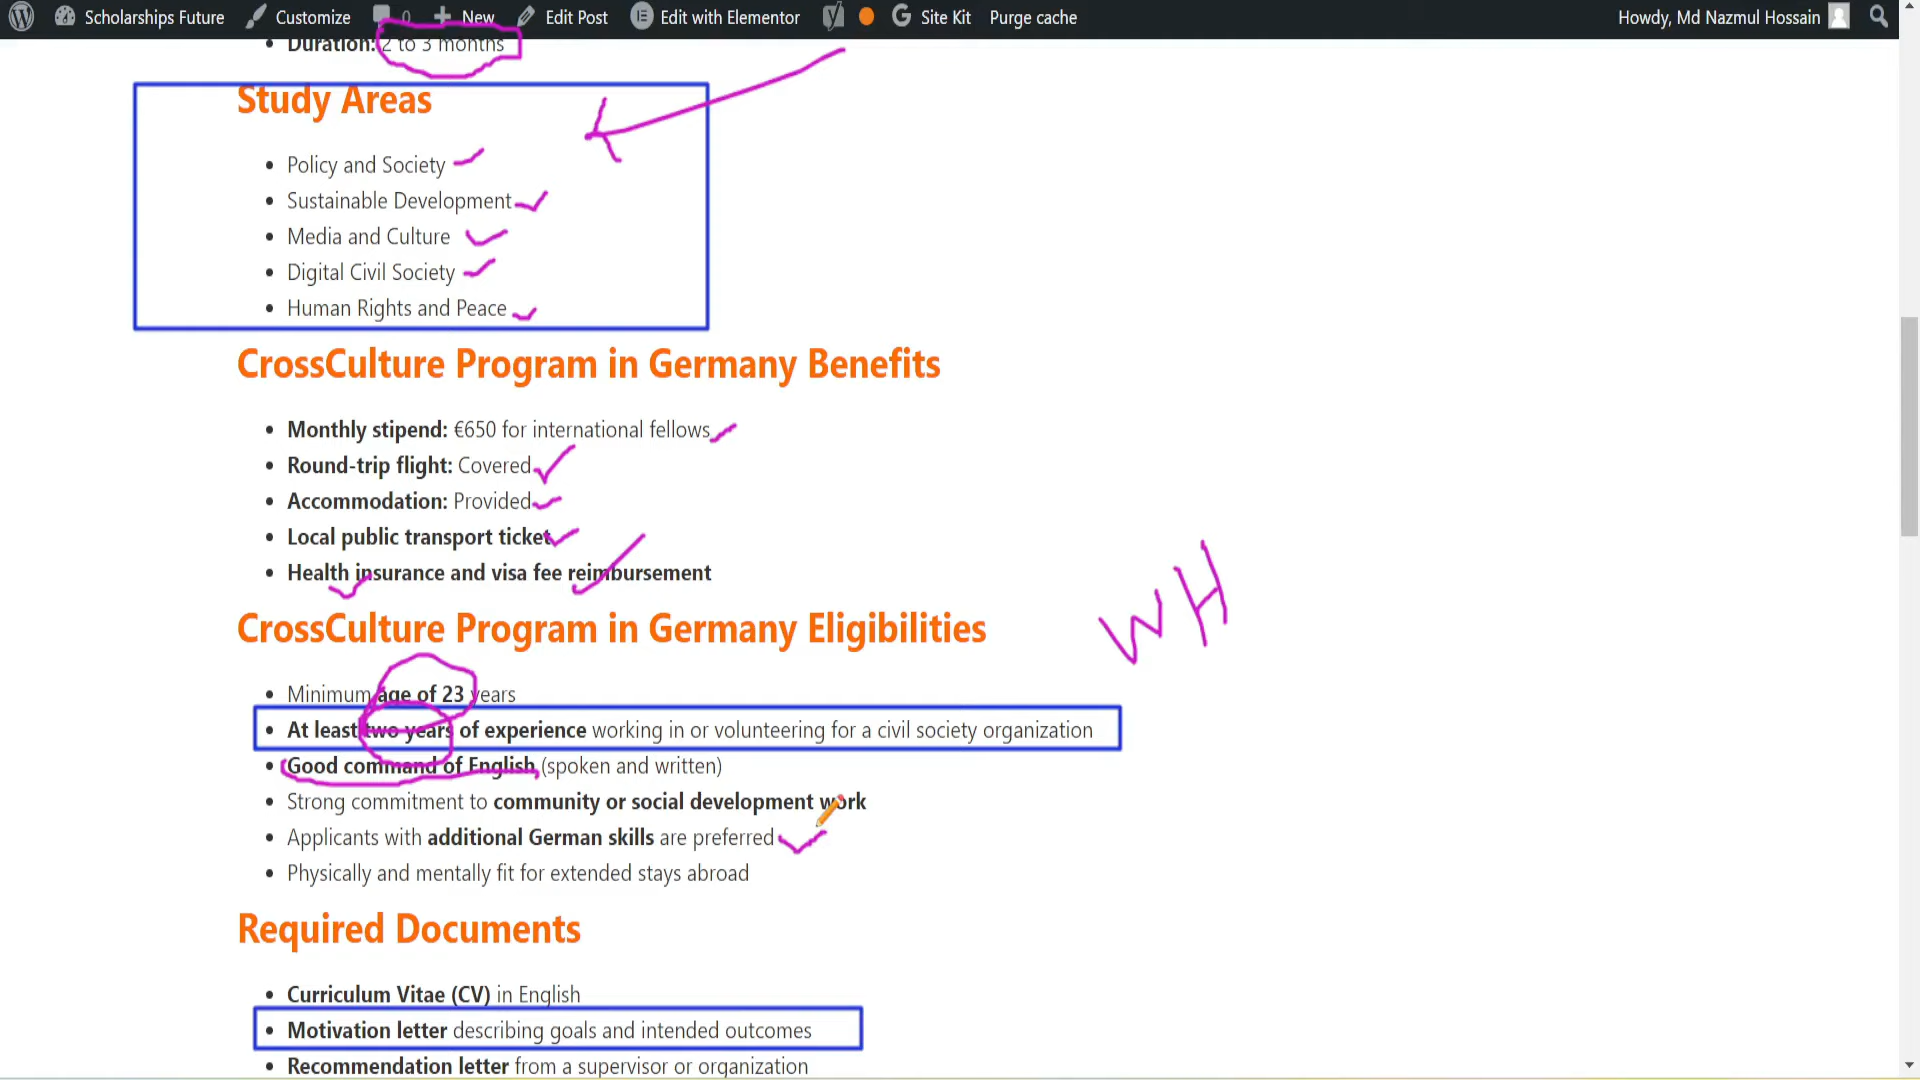 Scholarships Future Customize 0 New Edit Post Edit with Elementor Site Kit Purge cache Howdy, Md Nazmul Hossain
Duration: 2 to 3 months
Study Areas
Policy and Society
Sustainable Development
Media and Culture
Digital Civil Society
Human Rights and Peace
CrossCulture Program in Germany Benefits
Monthly stipend: €650 for international fellows
Round-trip flight: Covered
Accommodation: Provided
Local public transport ticket
Health insurance and visa fee reimbursement
WH
CrossCulture Program in Germany Eligibilities
Minimum age of 23 years
At least two years of experience working in or volunteering for a civil society organization
Good command of English (spoken and written)
Strong commitment to community or social development work
Applicants with additional German skills are preferred
Physically and mentally fit for extended stays abroad
Required Documents
Curriculum Vitae (CV) in English
Motivation letter describing goals and intended outcomes
Recommendation letter from a supervisor or organization